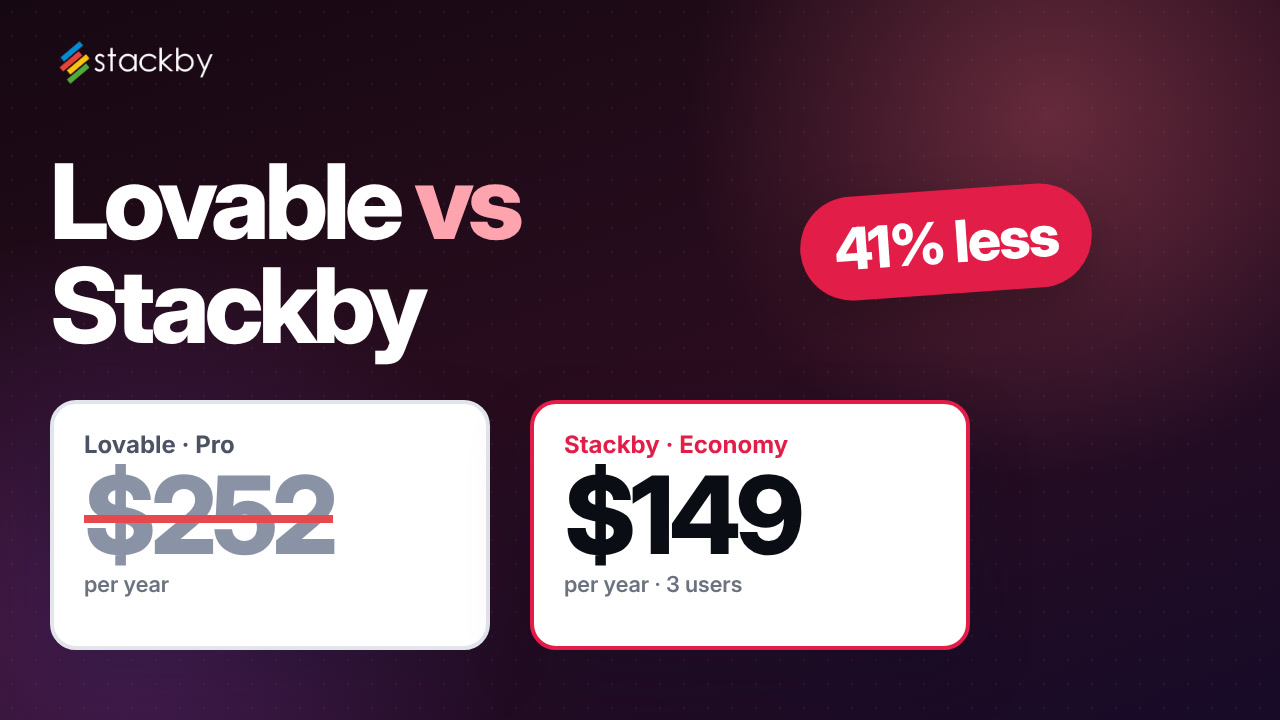 stackby
Lovable vs
Stackby
41% less
Lovable · Pro
$252
per year
Stackby · Economy
$149
per year · 3 users